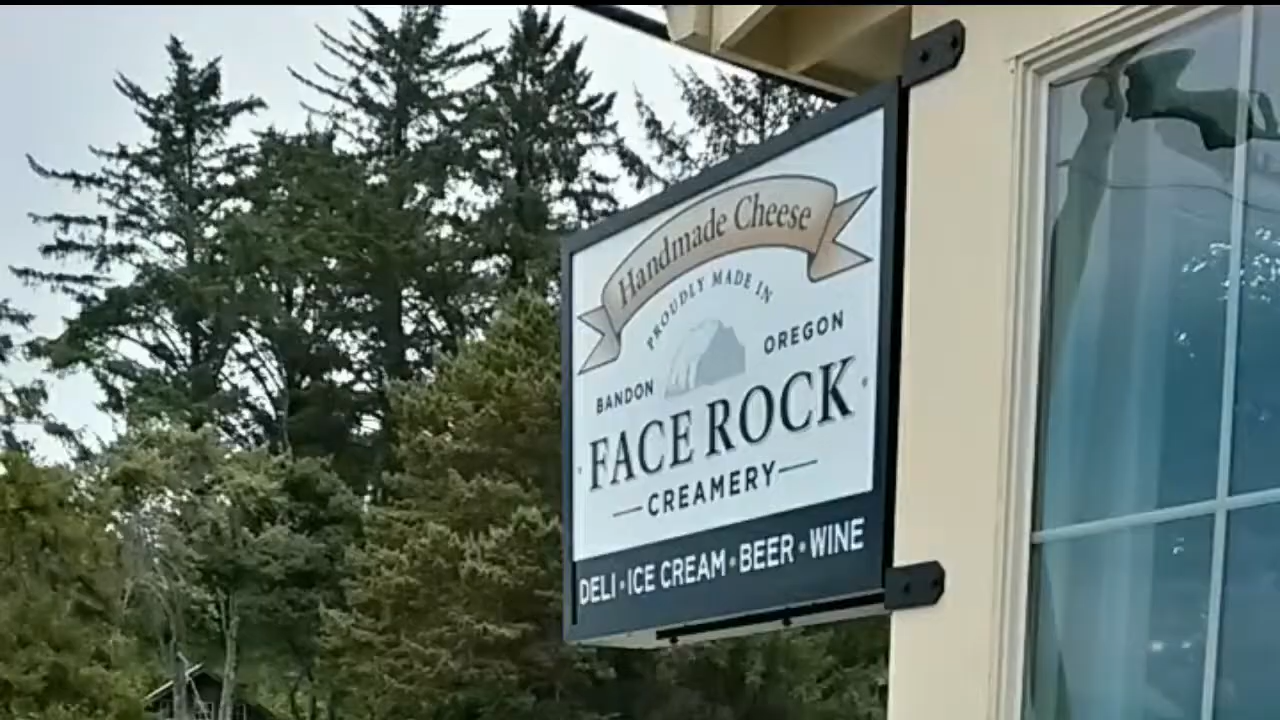 Handmade Cheese
PROUDLY MADE IN
BANDON OREGON
FACE ROCK
CREAMERY
DELI • ICE CREAM • BEER • WINE